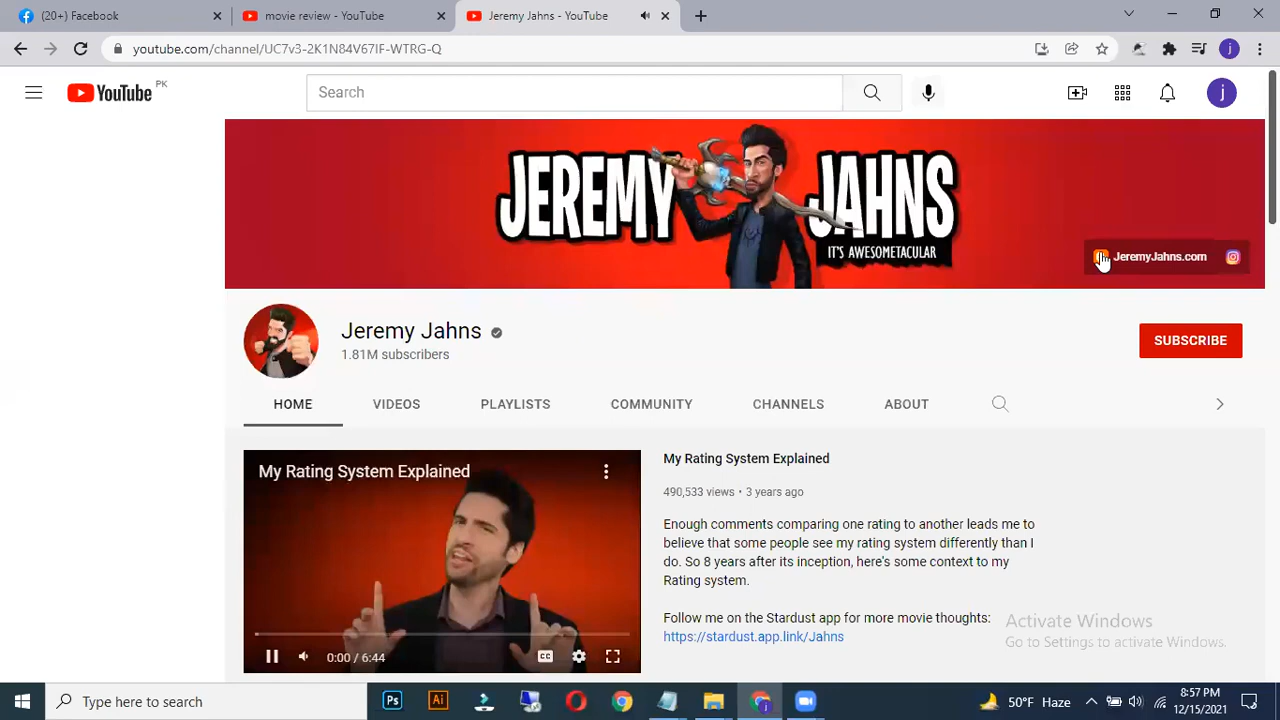 (20+) Facebook
movie review - YouTube
Jeremy Jahns - YouTube
youtube.com/channel/UC7v3-2K1N84V67IF-WTRG-Q
j
YouTube PK
Search
j
JEREMY JAHNS
IT'S AWESOMETACULAR
JeremyJahns.com
Jeremy Jahns
1.81M subscribers
SUBSCRIBE
HOME VIDEOS PLAYLISTS COMMUNITY CHANNELS ABOUT
My Rating System Explained
0:00 / 6:44
CC
My Rating System Explained
490,533 views • 3 years ago
Enough comments comparing one rating to another leads me to
believe that some people see my rating system differently than I
do. So 8 years after its inception, here's some context to my
Rating system.
Follow me on the Stardust app for more movie thoughts:
https://stardust.app.link/Jahns
Activate Windows
Go to Settings to activate Windows.
Type here to search
Ps
Ai
50°F Haze
8:57 PM
12/15/2021